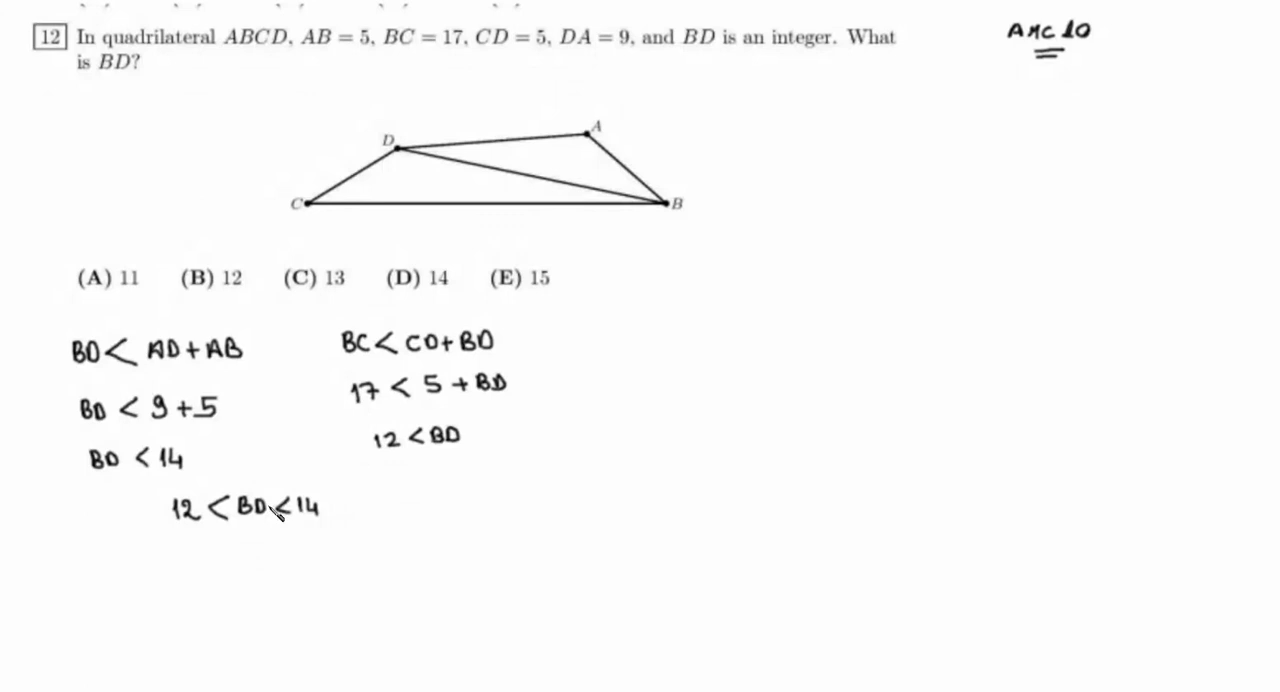 12 In quadrilateral ABCD, AB = 5, BC = 17, CD = 5, DA = 9, and BD is an integer. What
is BD?
AMC 10
D
A
C
B
(A) 11 (B) 12 (C) 13 (D) 14 (E) 15
BD < AD + AB
BD < 9 + 5
BD < 14
BC < CD + BD
17 < 5 + BD
12 < BD
12 < BD < 14